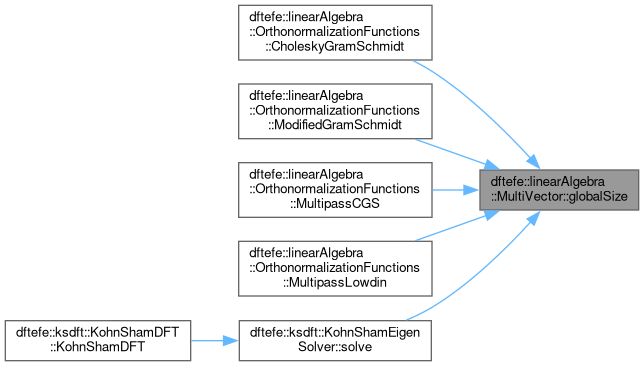 dftefe::linearAlgebra
::OrthonormalizationFunctions
::CholeskyGramSchmidt
dftefe::linearAlgebra
::OrthonormalizationFunctions
::ModifiedGramSchmidt
dftefe::linearAlgebra
::OrthonormalizationFunctions
::MultipassCGS
dftefe::linearAlgebra
::MultiVector::globalSize
dftefe::linearAlgebra
::OrthonormalizationFunctions
::MultipassLowdin
dftefe::ksdft::KohnShamDFT
::KohnShamDFT
dftefe::ksdft::KohnShamEigen
Solver::solve